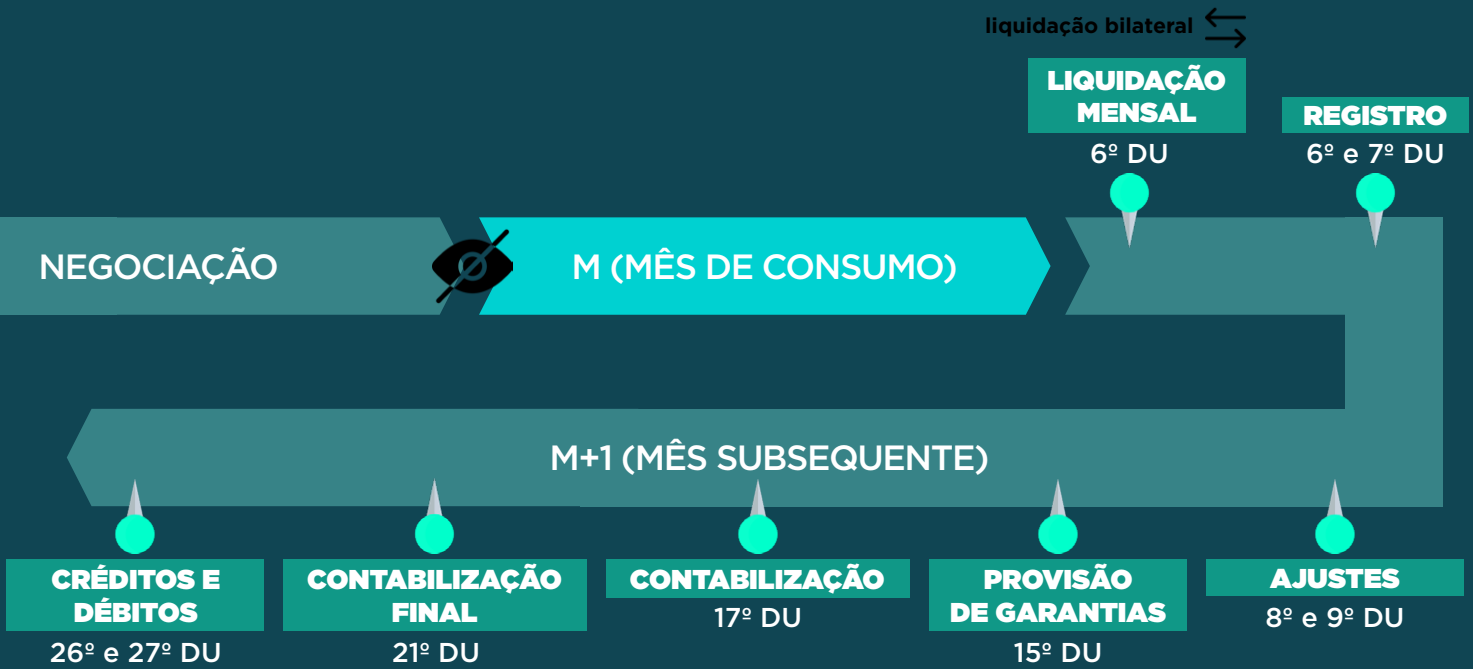 liquidação bilateral
LIQUIDAÇÃO
MENSAL
6º DU
REGISTRO
6º e 7º DU
NEGOCIAÇÃO
M (MÊS DE CONSUMO)
M+1 (MÊS SUBSEQUENTE)
CRÉDITOS E
DÉBITOS
26º e 27º DU
CONTABILIZAÇÃO
FINAL
21º DU
CONTABILIZAÇÃO
17º DU
PROVISÃO
DE GARANTIAS
15º DU
AJUSTES
8º e 9º DU